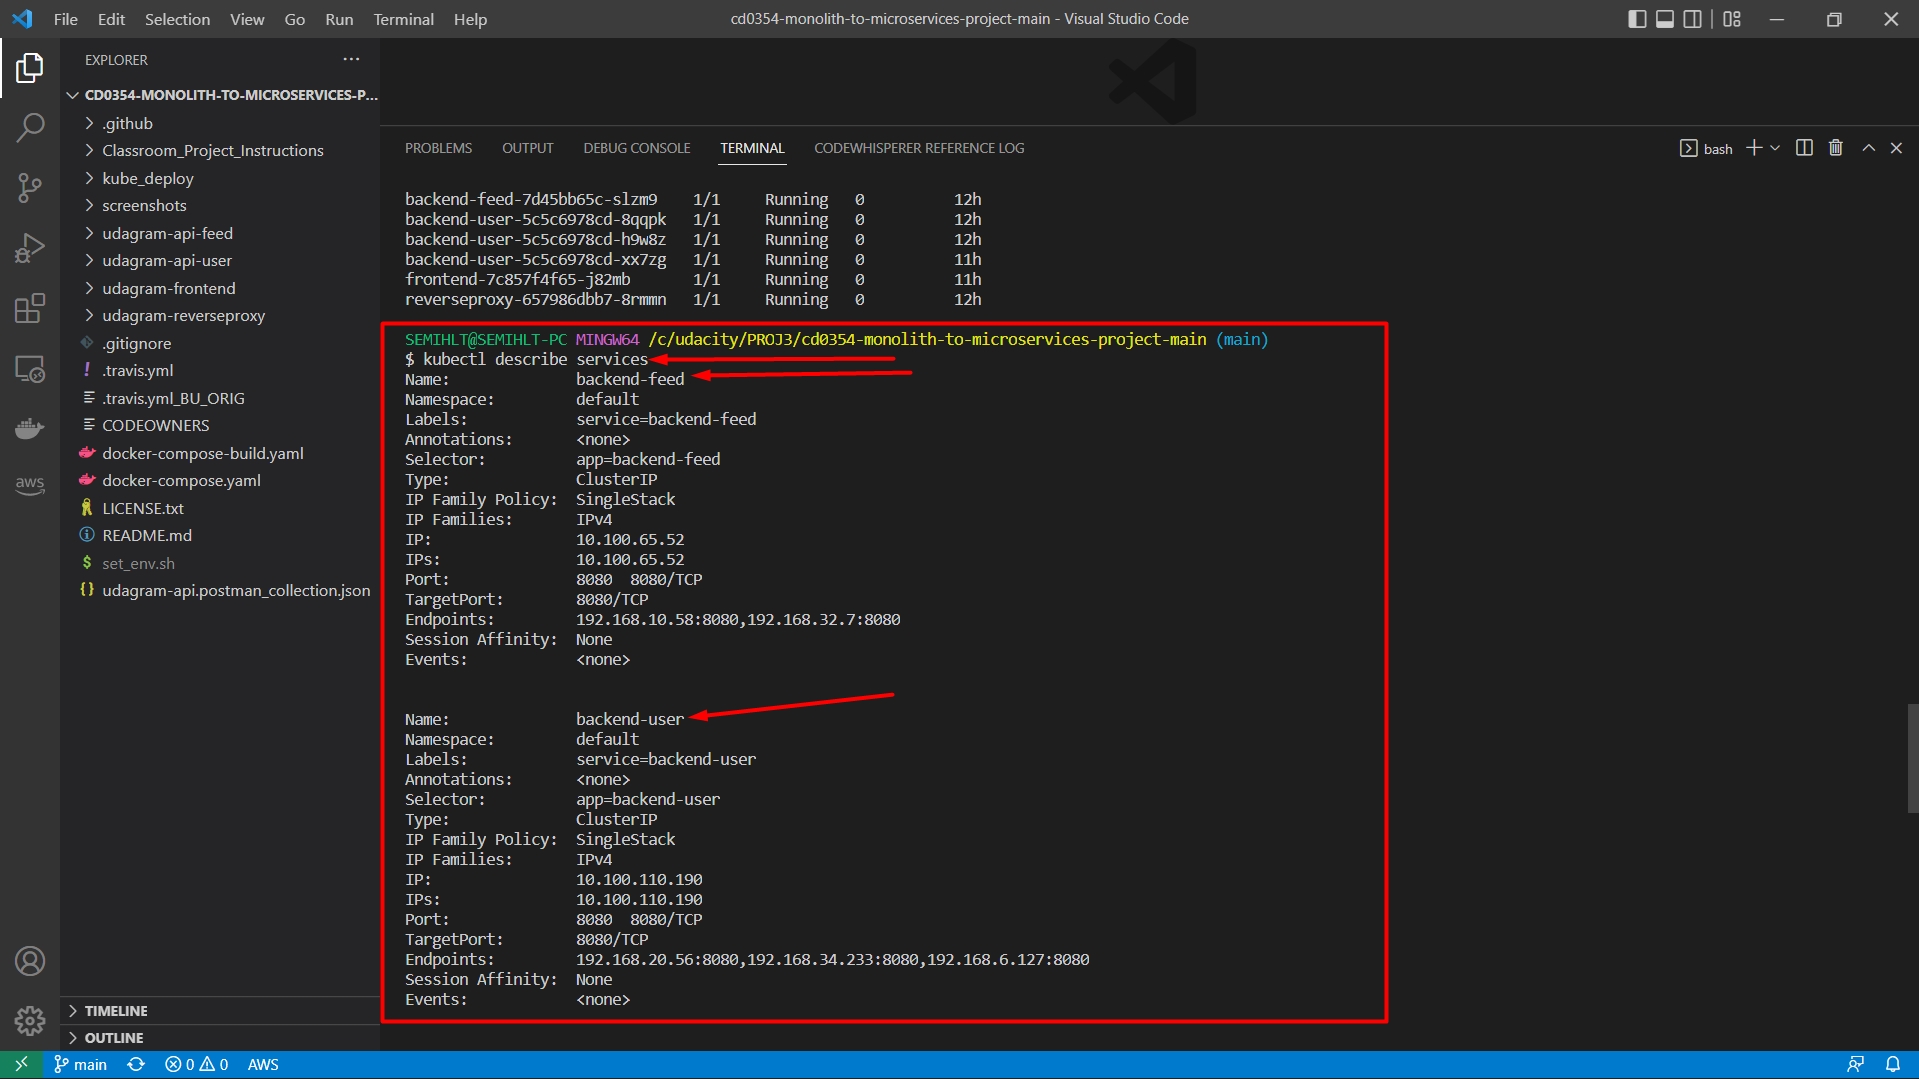 File Edit Selection View Go Run Terminal Help
cd0354-monolith-to-microservices-project-main - Visual Studio Code
EXPLORER
CD0354-MONOLITH-TO-MICROSERVICES-P...
.github
Classroom_Project_Instructions
kube_deploy
screenshots
udagram-api-feed
udagram-api-user
udagram-frontend
udagram-reverseproxy
.gitignore
.travis.yml
.travis.yml_BU_ORIG
CODEOWNERS
docker-compose-build.yaml
docker-compose.yaml
LICENSE.txt
README.md
set_env.sh
udagram-api.postman_collection.json
TIMELINE
OUTLINE
aws
PROBLEMS OUTPUT DEBUG CONSOLE TERMINAL CODEWHISPERER REFERENCE LOG
bash
backend-feed-7d45bb65c-slzm9 1/1 Running 0 12h
backend-user-5c5c6978cd-8qqpk 1/1 Running 0 12h
backend-user-5c5c6978cd-h9w8z 1/1 Running 0 12h
backend-user-5c5c6978cd-xx7zg 1/1 Running 0 11h
frontend-7c857f4f65-j82mb 1/1 Running 0 11h
reverseproxy-657986dbb7-8rmmn 1/1 Running 0 12h
SEMIHLT@SEMIHLT-PC MINGW64 /c/udacity/PROJ3/cd0354-monolith-to-microservices-project-main (main)
$ kubectl describe services
Name: backend-feed
Namespace: default
Labels: service=backend-feed
Annotations: <none>
Selector: app=backend-feed
Type: ClusterIP
IP Family Policy: SingleStack
IP Families: IPv4
IP: 10.100.65.52
IPs: 10.100.65.52
Port: 8080 8080/TCP
TargetPort: 8080/TCP
Endpoints: 192.168.10.58:8080,192.168.32.7:8080
Session Affinity: None
Events: <none>
Name: backend-user
Namespace: default
Labels: service=backend-user
Annotations: <none>
Selector: app=backend-user
Type: ClusterIP
IP Family Policy: SingleStack
IP Families: IPv4
IP: 10.100.110.190
IPs: 10.100.110.190
Port: 8080 8080/TCP
TargetPort: 8080/TCP
Endpoints: 192.168.20.56:8080,192.168.34.233:8080,192.168.6.127:8080
Session Affinity: None
Events: <none>
main 0 0 AWS